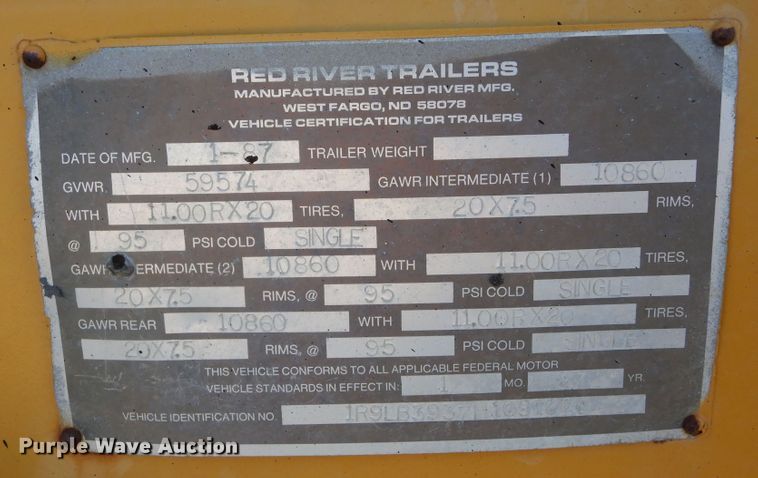 RED RIVER TRAILERS
MANUFACTURED BY RED RIVER MFG.
WEST FARGO, ND 58078
VEHICLE CERTIFICATION FOR TRAILERS
DATE OF MFG. 1-87 TRAILER WEIGHT
GVWR 59574 GAWR INTERMEDIATE (1) 10860
WITH 11.00RX20 TIRES, 20X7.5 RIMS,
@ 95 PSI COLD SINGLE
GAWR ERMEDIATE (2) 10860 WITH 11.00RX20 TIRES,
20X7.5 RIMS, @ 95 PSI COLD SINGLE
GAWR REAR 10860 WITH 11.00RX20 TIRES,
20X7.5 RIMS, @ 95 PSI COLD SINGLE
THIS VEHICLE CONFORMS TO ALL APPLICABLE FEDERAL MOTOR
VEHICLE STANDARDS IN EFFECT IN: 1 MO. YR.
VEHICLE IDENTIFICATION NO.
Purple Wave Auction